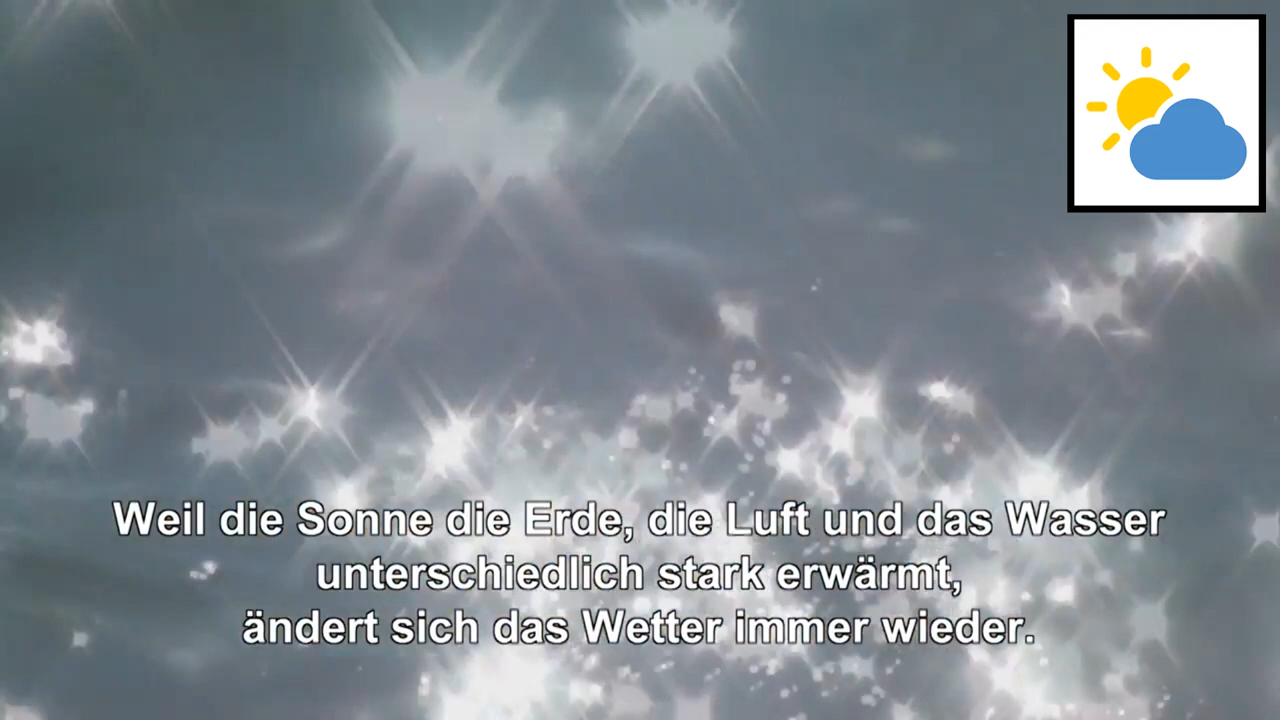 Weil die Sonne die Erde, die Luft und das Wasser
unterschiedlich stark erwärmt,
ändert sich das Wetter immer wieder.